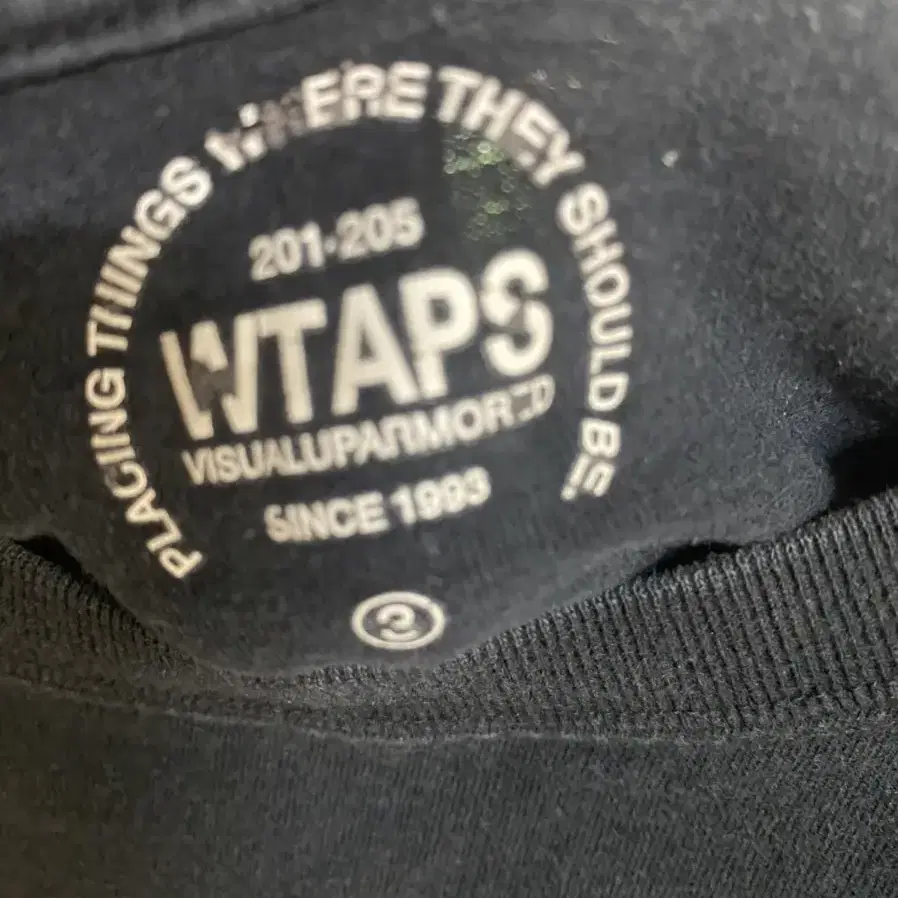 PLACING THINGS WHERE THEY SHOULD BE.
201-205
WTAPS
VISUALUPARMORED
SINCE 1993
3